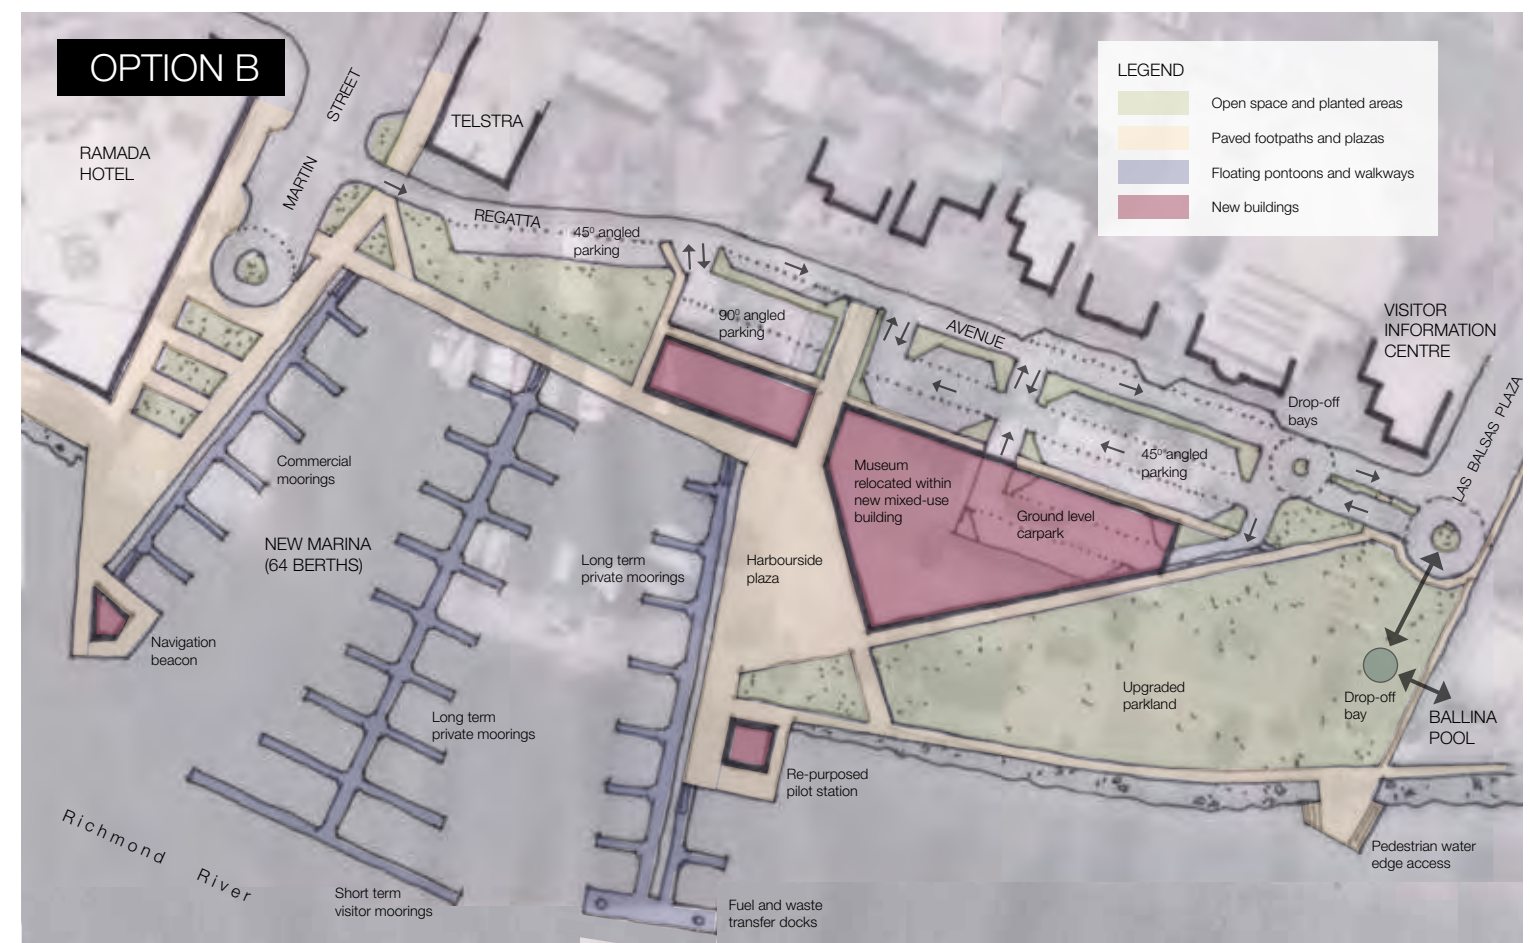 OPTION B
LEGEND
Open space and planted areas
Paved footpaths and plazas
Floating pontoons and walkways
New buildings
RAMADA
HOTEL
MARTIN STREET
TELSTRA
REGATTA
45⁰ angled
parking
90⁰ angled
parking
AVENUE
VISITOR
INFORMATION
CENTRE
Drop-off
bays
LAS BALSAS PLAZA
45⁰ angled
parking
Commercial
moorings
Museum
relocated within
new mixed-use
building
Ground level
carpark
NEW MARINA
(64 BERTHS)
Long term
private moorings
Harbourside
plaza
Navigation
beacon
Upgraded
parkland
Drop-off
bay
BALLINA
POOL
Long term
private moorings
Re-purposed
pilot station
Richmond River
Pedestrian water
edge access
Short term
visitor moorings
Fuel and waste
transfer docks